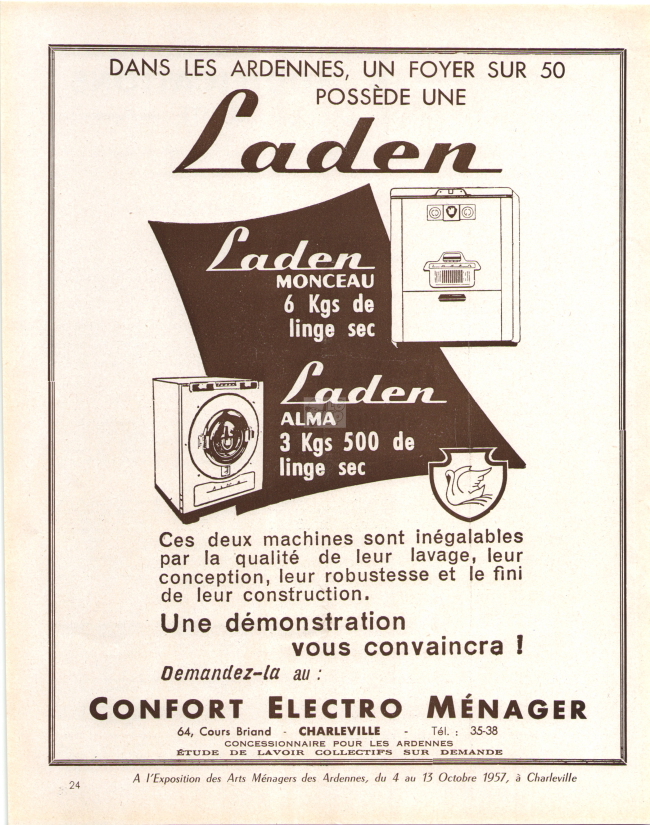 DANS LES ARDENNES, UN FOYER SUR 50
POSSÈDE UNE
Laden
Laden
MONCEAU
6 Kgs de
linge sec
Laden
ALMA
3 Kgs 500 de
linge sec
ALMA
Ces deux machines sont inégalables
par la qualité de leur lavage, leur
conception, leur robustesse et le fini
de leur construction.
Une démonstration
vous convaincra !
Demandez-la au :
CONFORT ELECTRO MÉNAGER
64, Cours Briand - CHARLEVILLE - Tél. : 35-38
CONCESSIONNAIRE POUR LES ARDENNES
ÉTUDE DE LAVOIR COLLECTIFS SUR DEMANDE
A l'Exposition des Arts Ménagers des Ardennes, du 4 au 13 Octobre 1957, à Charleville
24